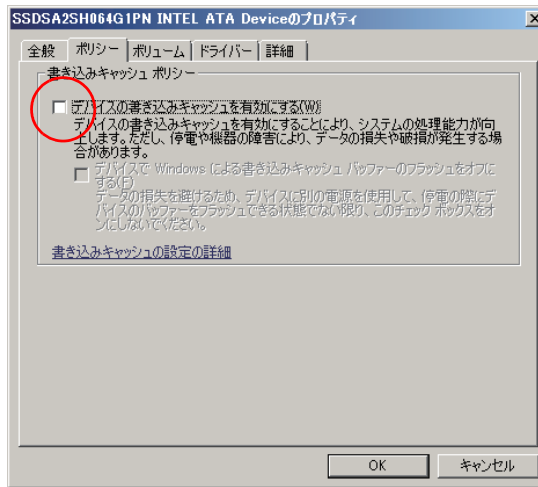 SSDSA2SH064G1PN INTEL ATA Deviceのプロパティ
全般 ポリシー ボリューム ドライバー 詳細
書き込みキャッシュ ポリシー
デバイスの書き込みキャッシュを有効にする(W)
デバイスの書き込みキャッシュを有効にすることにより、システムの処理能力が向
上します。ただし、停電や機器の障害により、データの損失や破損が発生する場
合があります。
デバイスで Windows による書き込みキャッシュ バッファーのフラッシュをオフに
する(F)
データの損失を避けるため、デバイスに別の電源を使用して、停電の際にデ
バイスのバッファーをフラッシュできる状態でない限り、このチェック ボックスをオ
ンにしないでください。
書き込みキャッシュの設定の詳細
OK キャンセル